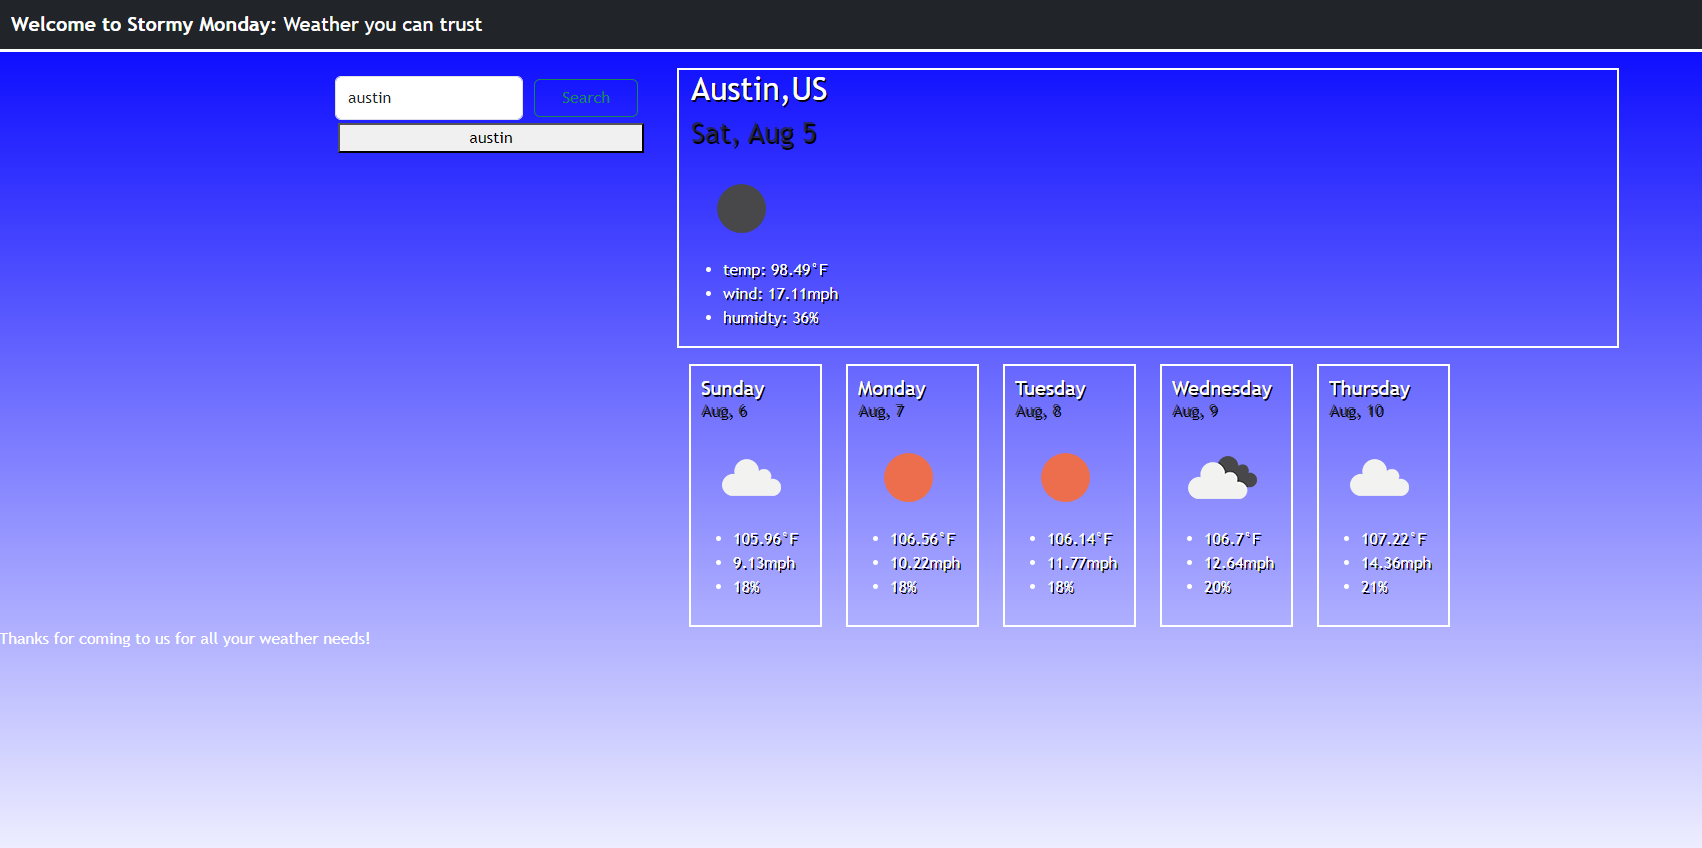 Welcome to Stormy Monday: Weather you can trust
austin
Search
austin
Austin,US
Sat, Aug 5
temp: 98.49°F
wind: 17.11mph
humidty: 36%
Sunday
Aug, 6
105.96°F
9.13mph
18%
Monday
Aug, 7
106.56°F
10.22mph
18%
Tuesday
Aug, 8
106.14°F
11.77mph
18%
Wednesday
Aug, 9
106.7°F
12.64mph
20%
Thursday
Aug, 10
107.22°F
14.36mph
21%
Thanks for coming to us for all your weather needs!